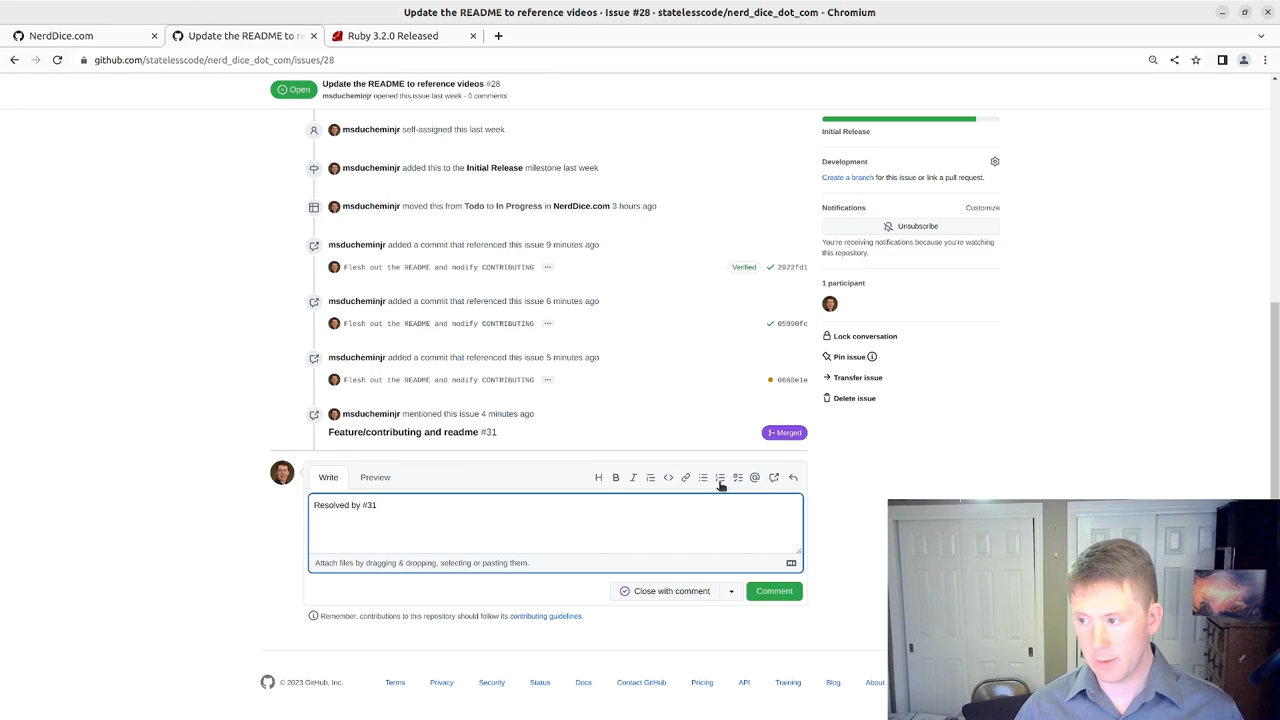 Update the README to reference videos · Issue #28 · statelesscode/nerd_dice_dot_com - Chromium
NerdDice.com
Update the README to re
Ruby 3.2.0 Released
github.com/statelesscode/nerd_dice_dot_com/issues/28
Open
Update the README to reference videos #28
msducheminjr opened this issue last week · 0 comments
msducheminjr self-assigned this last week
msducheminjr added this to the Initial Release milestone last week
msducheminjr moved this from Todo to In Progress in NerdDice.com 3 hours ago
msducheminjr added a commit that referenced this issue 9 minutes ago
Flesh out the README and modify CONTRIBUTING ···
Verified 2922fd1
msducheminjr added a commit that referenced this issue 6 minutes ago
Flesh out the README and modify CONTRIBUTING ···
05990fc
msducheminjr added a commit that referenced this issue 5 minutes ago
Flesh out the README and modify CONTRIBUTING ···
0660e1e
msducheminjr mentioned this issue 4 minutes ago
Feature/contributing and readme #31
Merged
Write
Preview
Resolved by #31
Attach files by dragging & dropping, selecting or pasting them.
Close with comment
Comment
Remember, contributions to this repository should follow its contributing guidelines.
Initial Release
Development
Create a branch for this issue or link a pull request.
Notifications
Customize
Unsubscribe
You're receiving notifications because you're watching
this repository.
1 participant
Lock conversation
Pin issue
Transfer issue
Delete issue
© 2023 GitHub, Inc.
Terms
Privacy
Security
Status
Docs
Contact GitHub
Pricing
API
Training
Blog
About